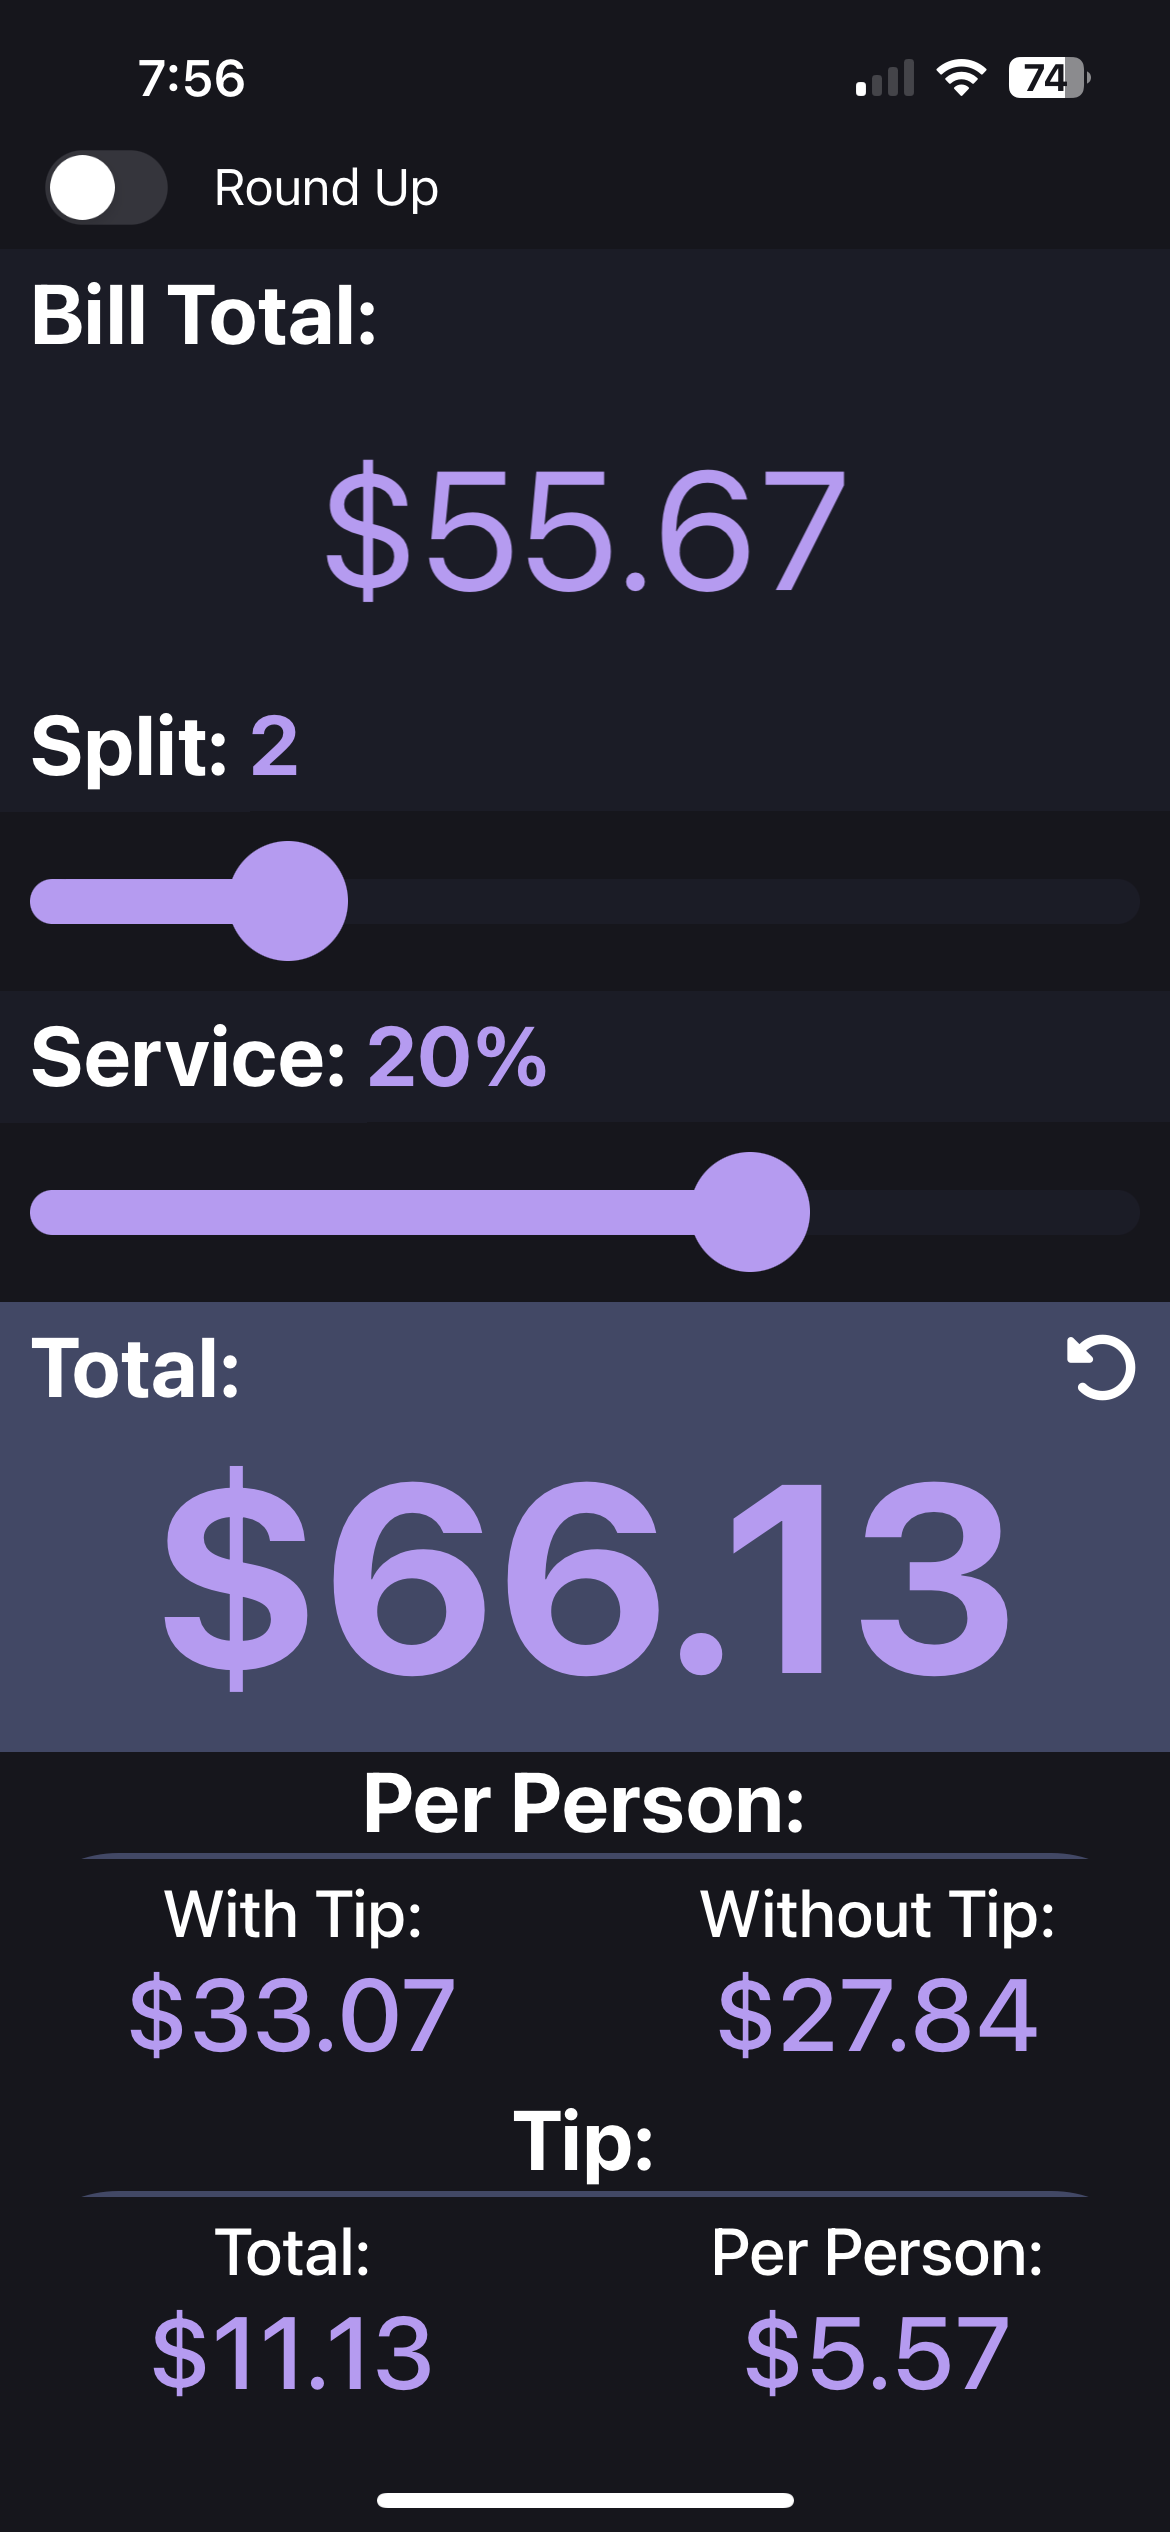 7:56
74
Round Up
Bill Total:
$55.67
Split: 2
Service: 20%
Total:
$66.13
Per Person:
With Tip: Without Tip:
$33.07 $27.84
Tip:
Total: Per Person:
$11.13 $5.57